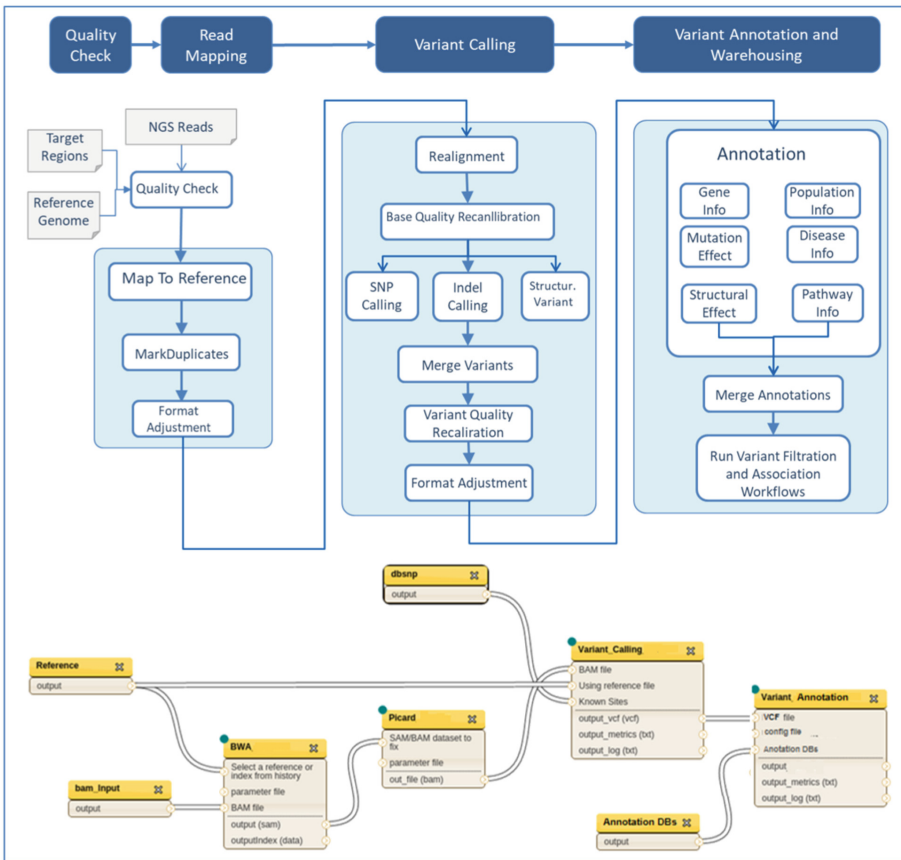 Quality
Check
Read
Mapping
Variant Calling
Variant Annotation and
Warehousing
NGS Reads
Target
Regions
Reference
Genome
Quality Check
Map To Reference
MarkDuplicates
Format
Adjustment
Realignment
Base Quality Recanllibration
SNP
Calling
Indel
Calling
Structur.
Variant
Merge Variants
Variant Quality
Recaliration
Format Adjustment
Annotation
Gene
Info
Population
Info
Mutation
Effect
Disease
Info
Structural
Effect
Pathway
Info
Merge Annotations
Run Variant Filtration
and Association
Workflows
dbsnp
output
Reference
output
bam_Input
output
BWA
Select a reference or
index from history
parameter file
BAM file
output (sam)
outputIndex (data)
Picard
SAM/BAM dataset to
fix
parameter file
out_file (bam)
Variant_Calling
BAM file
Using reference file
Known Sites
output_vcf (vcf)
output_metrics (txt)
output_log (txt)
Variant_Annotation
VCF file
config file
Anotation DBs
output
output_metrics (txt)
output_log (txt)
Annotation DBs
output